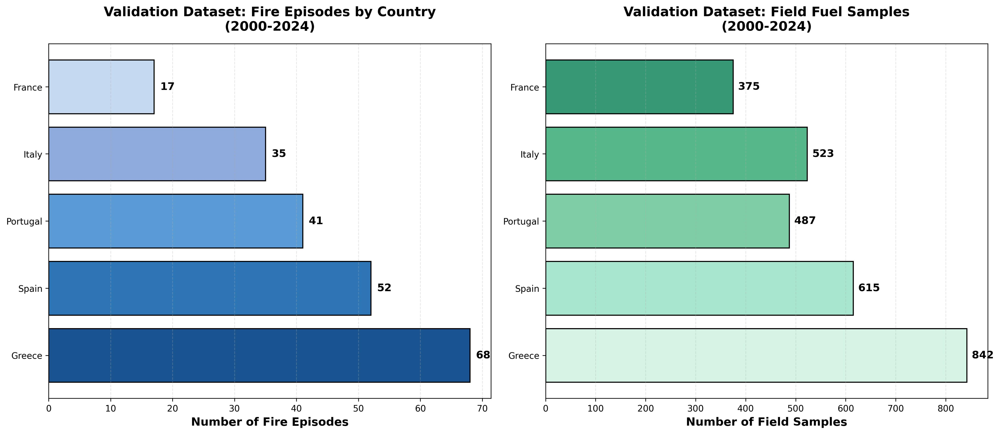 Validation Dataset: Fire Episodes by Country
(2000-2024)
France
17
Italy
35
Portugal
41
Spain
52
Greece
68
0 10 20 30 40 50 60 70
Number of Fire Episodes
Validation Dataset: Field Fuel Samples
(2000-2024)
France
375
Italy
523
Portugal
487
Spain
615
Greece
842
0 100 200 300 400 500 600 700 800
Number of Field Samples